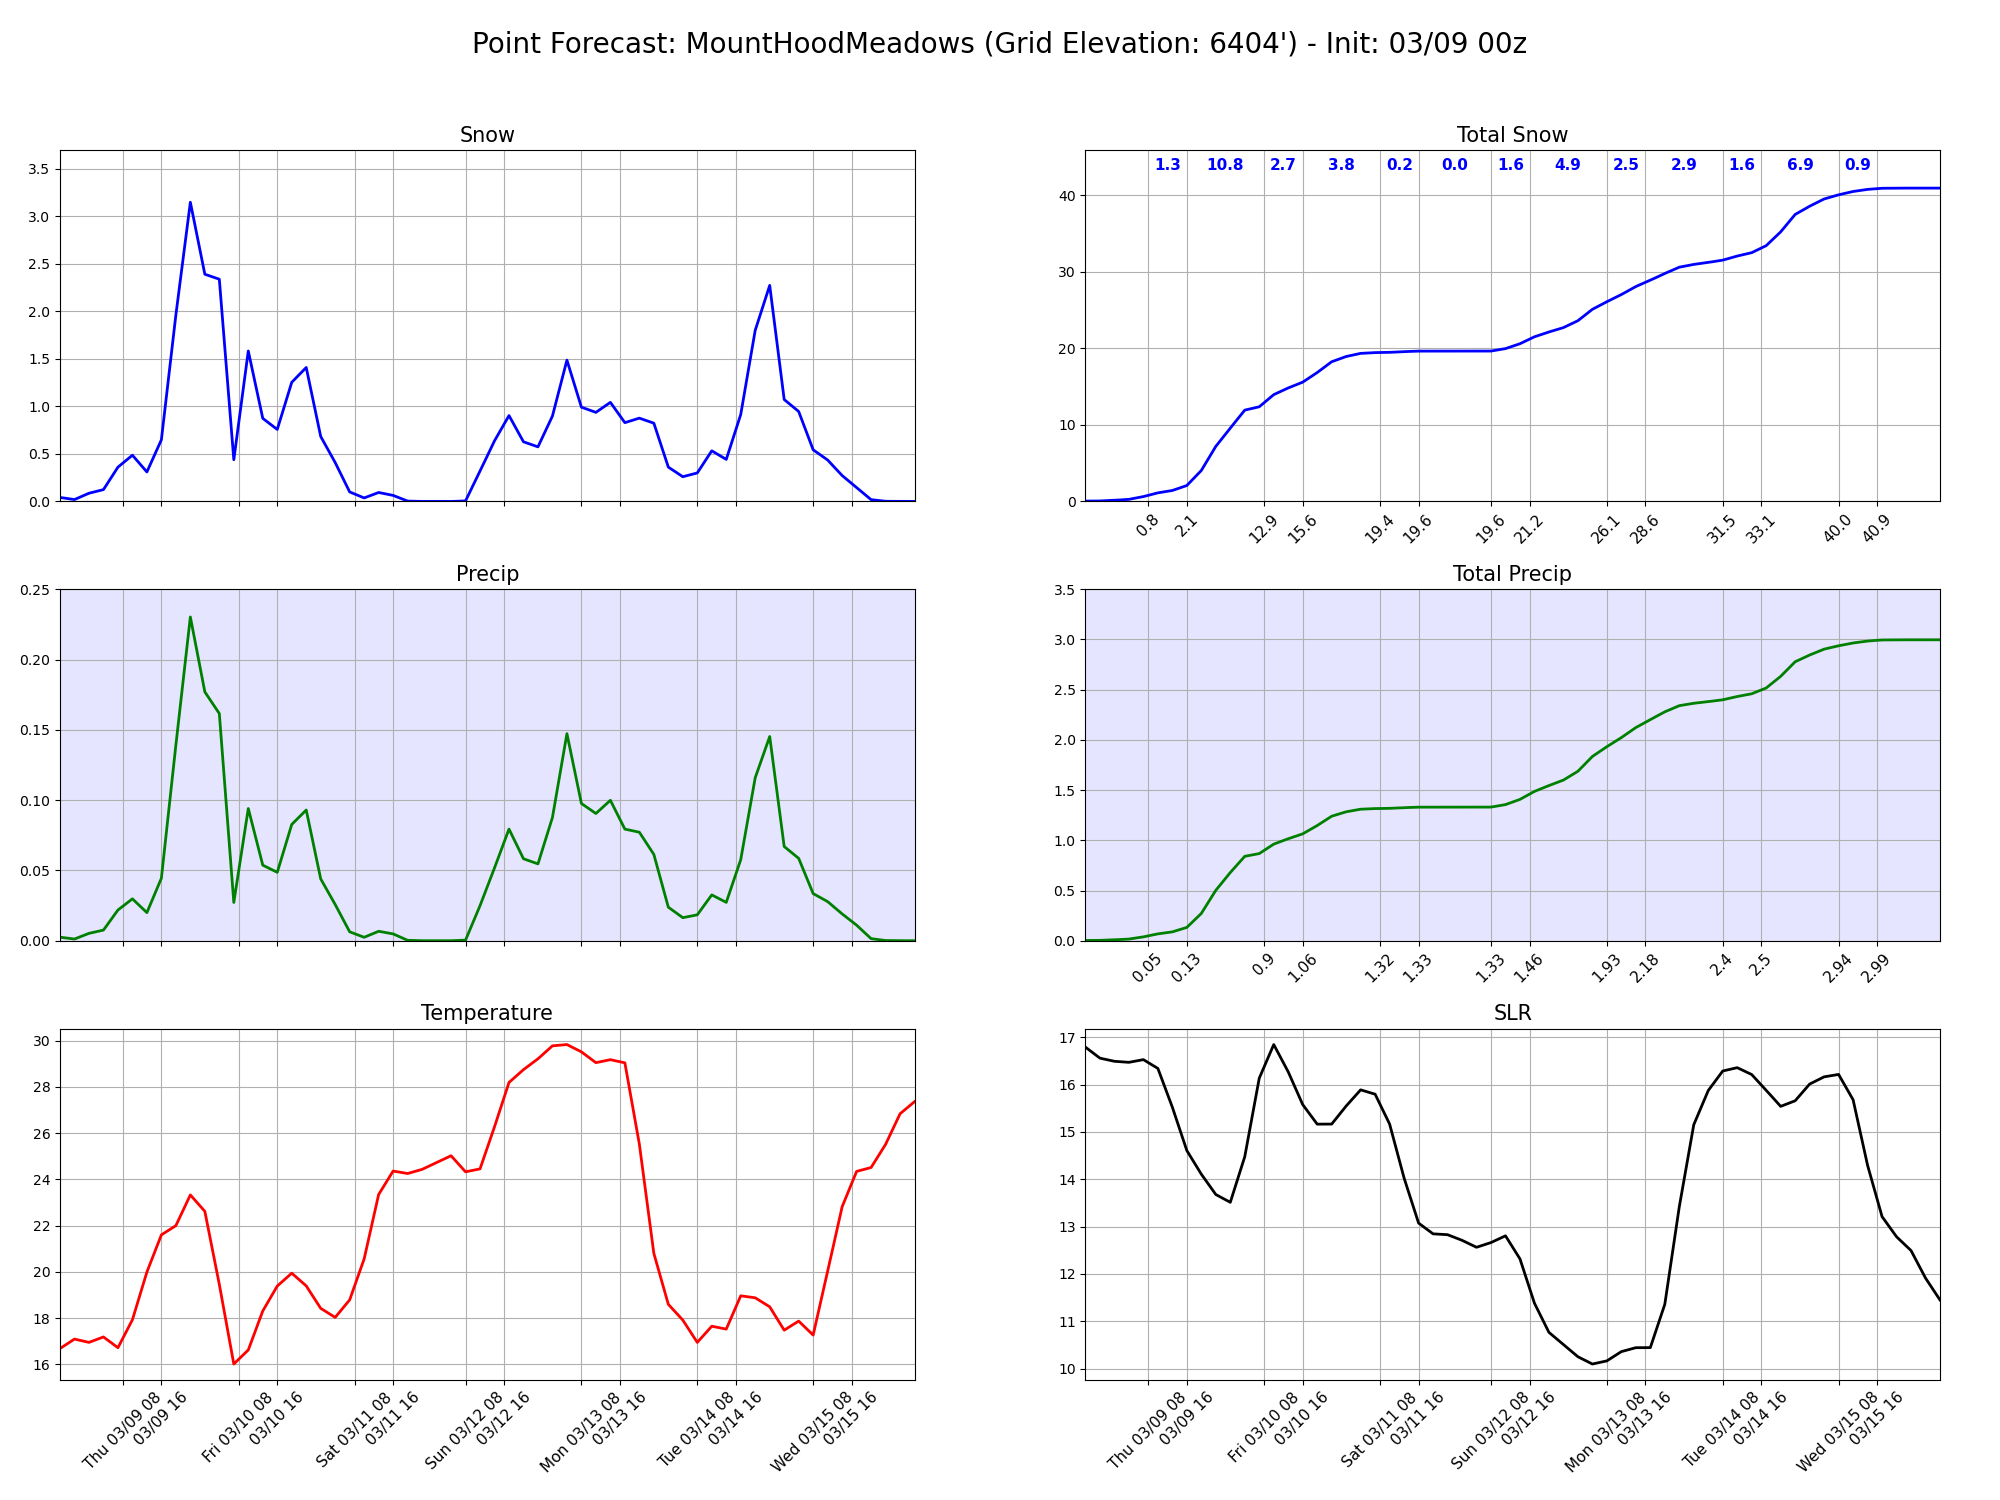 Point Forecast: MountHoodMeadows (Grid Elevation: 6404') - Init: 03/09 00z
Snow
3.5
3.0
2.5
2.0
1.5
1.0
0.5
0.0
Total Snow
1.3 10.8 2.7 3.8 0.2 0.0 1.6 4.9 2.5 2.9 1.6 6.9 0.9
40
30
20
10
0
0.8 2.1 12.9 15.6 19.4 19.6 19.6 21.2 26.1 28.6 31.5 33.1 40.0 40.9
Precip
0.25
0.20
0.15
0.10
0.05
0.00
Total Precip
3.5
3.0
2.5
2.0
1.5
1.0
0.5
0.0
0.05 0.13 0.9 1.06 1.32 1.33 1.33 1.46 1.93 2.18 2.4 2.5 2.94 2.99
Temperature
30
28
26
24
22
20
18
16
Thu 03/09 08
03/09 16
Fri 03/10 08
03/10 16
Sat 03/11 08
03/11 16
Sun 03/12 08
03/12 16
Mon 03/13 08
03/13 16
Tue 03/14 08
03/14 16
Wed 03/15 08
03/15 16
SLR
17
16
15
14
13
12
11
10
Thu 03/09 08
03/09 16
Fri 03/10 08
03/10 16
Sat 03/11 08
03/11 16
Sun 03/12 08
03/12 16
Mon 03/13 08
03/13 16
Tue 03/14 08
03/14 16
Wed 03/15 08
03/15 16